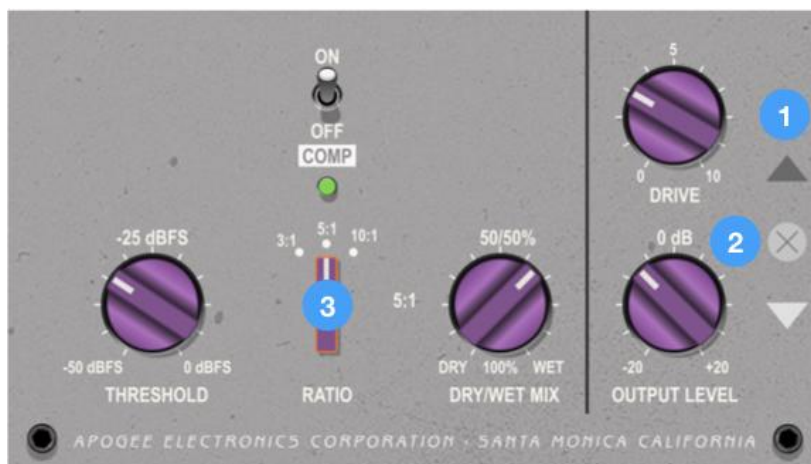 ON
OFF
COMP
5
1
0 10
DRIVE
-25 dBFS
3:1 5:1 10:1
50/50%
0 dB
2
3
5:1
-50 dBFS 0 dBFS
DRY 100% WET
-20 +20
THRESHOLD
RATIO
DRY/WET MIX
OUTPUT LEVEL
APOGEE ELECTRONICS CORPORATION · SANTA MONICA CALIFORNIA